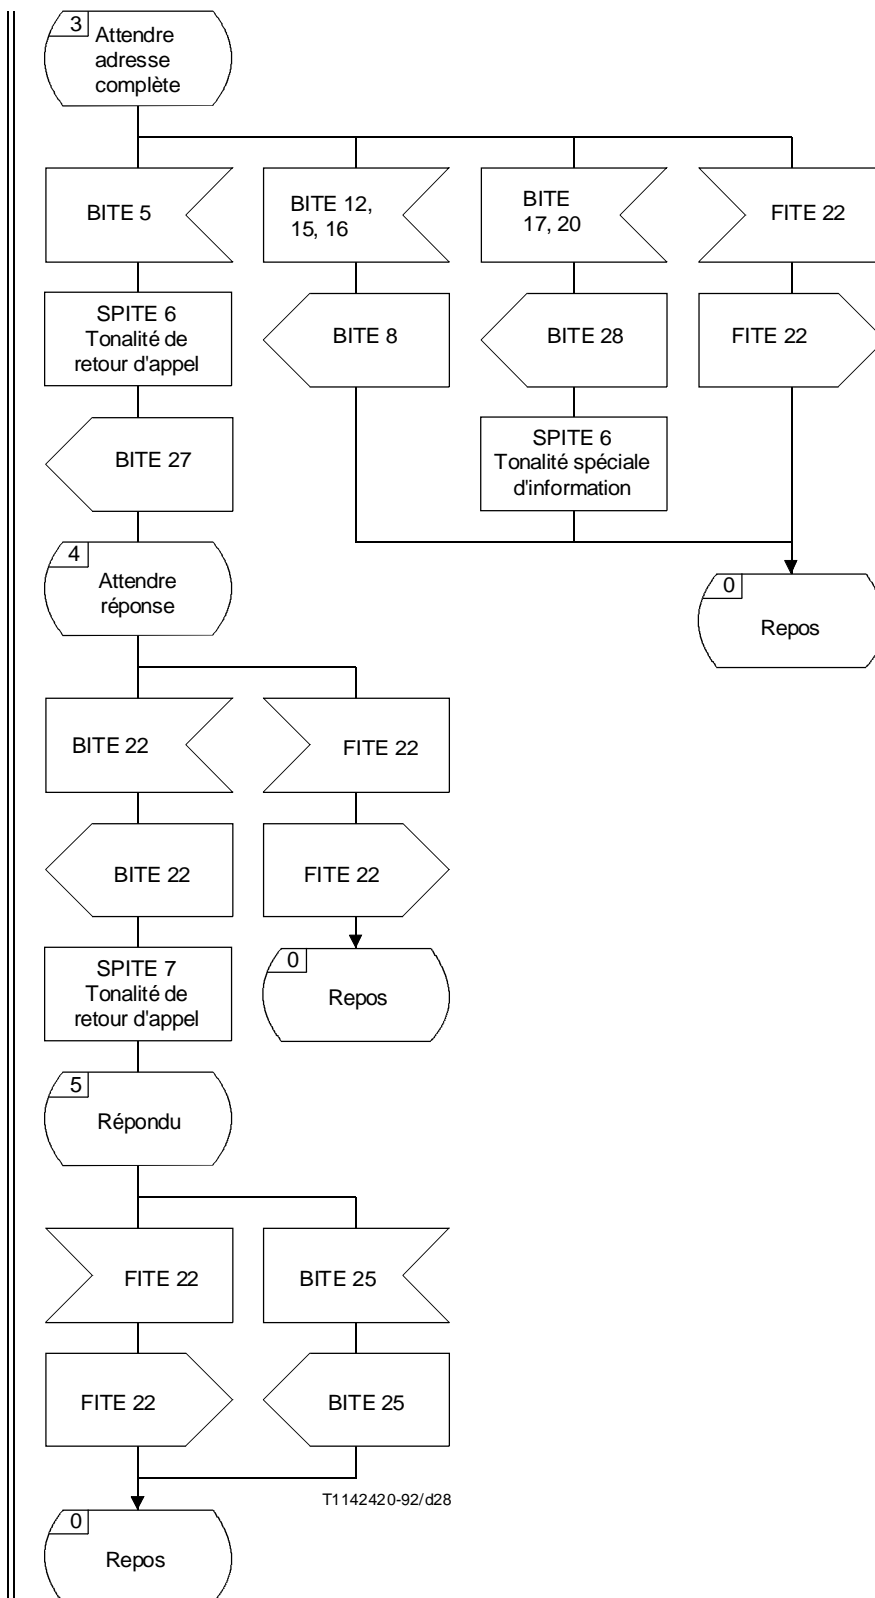 3
Attendre
adresse
complète
BITE 5
BITE 12,
15, 16
BITE
17, 20
FITE 22
SPITE 6
Tonalité de
retour d'appel
BITE 8
BITE 28
FITE 22
BITE 27
SPITE 6
Tonalité spéciale
d'information
4
Attendre
réponse
0
Repos
BITE 22
FITE 22
BITE 22
FITE 22
SPITE 7
Tonalité de
retour d'appel
0
Repos
5
Répondu
FITE 22
BITE 25
FITE 22
BITE 25
T1142420-92/d28
0
Repos